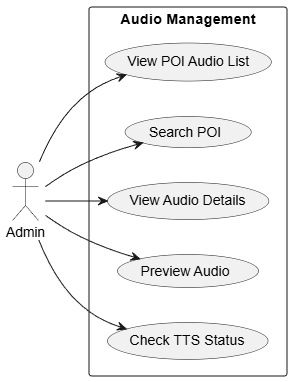 Audio Management
View POI Audio List
Search POI
View Audio Details
Admin
Preview Audio
Check TTS Status